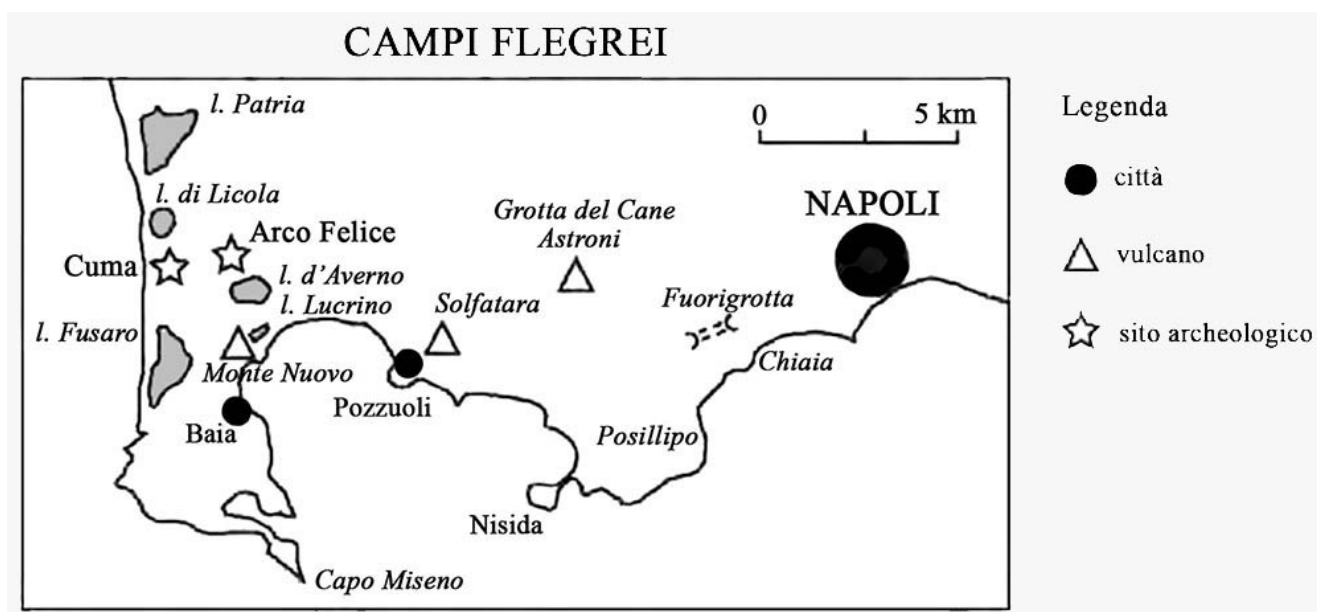 CAMPI FLEGREI
l. Patria
0 5 km
Legenda
città
l. di Licola
NAPOLI
Grotta del Cane
Astroni
Arco Felice
vulcano
Cuma
l. d'Averno
l. Lucrino
Solfatara
Fuorigrotta
l. Fusaro
sito archeologico
Monte Nuovo
Chiaia
Pozzuoli
Baia
Posillipo
Nisida
Capo Miseno